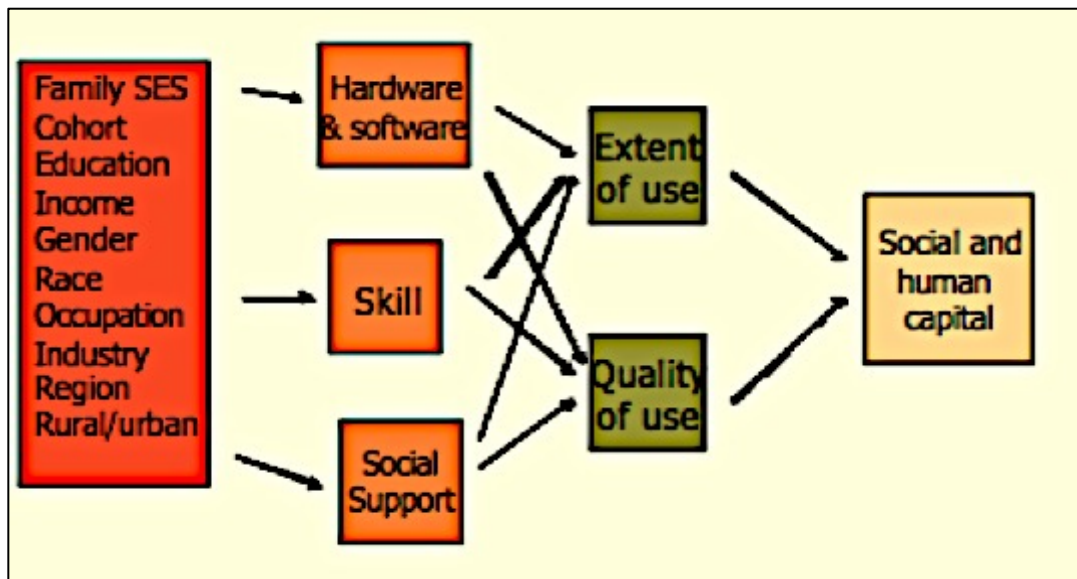 Family SES
Cohort
Education
Income
Gender
Race
Occupation
Industry
Region
Rural/urban
Hardware
& software
Skill
Social
Support
Extent
of use
Quality
of use
Social and
human
capital